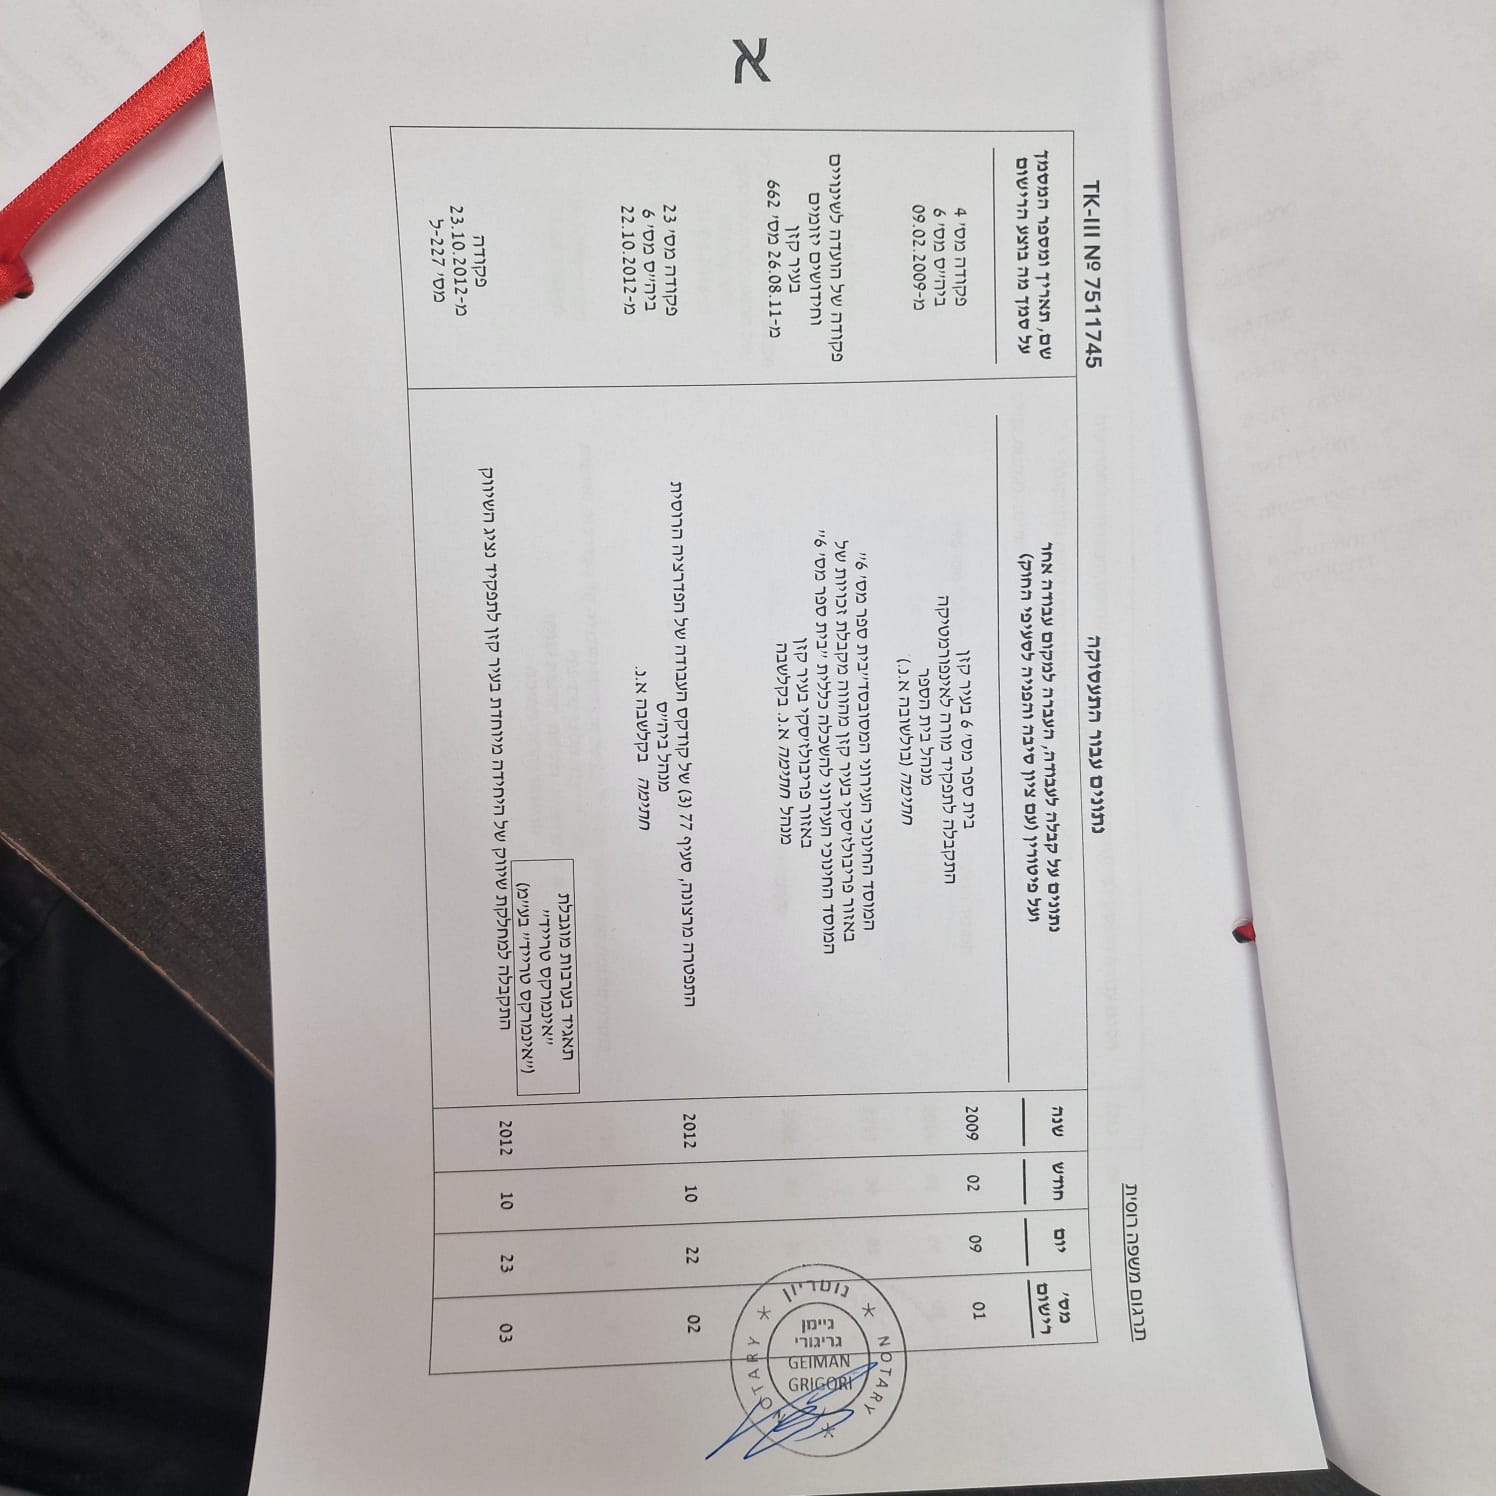 תרגום משפה רוסית
נתונים עבור התעסוקה
TK-III № 7511745
מס' רישום
יום
חודש
שנה
נתונים על קבלה לעבודה, העברה למקום עבודה אחר
ועל פיטורין (עם ציון סיבה והפניה לסעיפי החוק)
שם, תאריך ומספר המסמך
על סמך מה בוצע הרישום
01 09 02 2009
בית ספר מס' 6 בעיר קזן
התקבלה לתפקיד מורה לאינפורמטיקה
מנהל בית הספר
חתימה (בולשובה א.נ.)
פקודה מס' 4
ביה"ס מס' 6
מ-09.02.2009
המוסד החינוכי העירוני המסובסד"בית ספר מס' 6"
באזור פריבולז'סקי בעיר קזן מהווה מקבלת זכויות של
המוסד החינוכי העירוני להשכלה כללית "בית ספר מס' 6"
באזור פריבולז'סקי בעיר קזן
מנהל חתימה א.נ. בקלשבה
פקודה של הועדה לשינויים
וחידושים יזומים
בעיר קזן
מ-26.08.11 מס' 662
02 22 10 2012
התפטרה מרצונה, סעיף 77 (3) של קודקס העבודה של הפדרציה הרוסית
מנהל ביה"ס
חתימה בקלשבה א.נ.
פקודה מס' 23
ביה"ס מס' 6
מ-22.10.2012
תאגיד בערבות מוגבלת
"אינמרקס טרייד"
("אינמרקס טרייד" בע"מ)
03 23 10 2012
התקבלה למחלקת שיווק של היחידה מיוחדת בעיר קזן לתפקיד נציג השיווק
פקודה
מ-23.10.2012
מס' 227-ל
א
NOTARY
נוטריון
NOTARY
גיימן
גריגורי
GEIMAN
GRIGORI